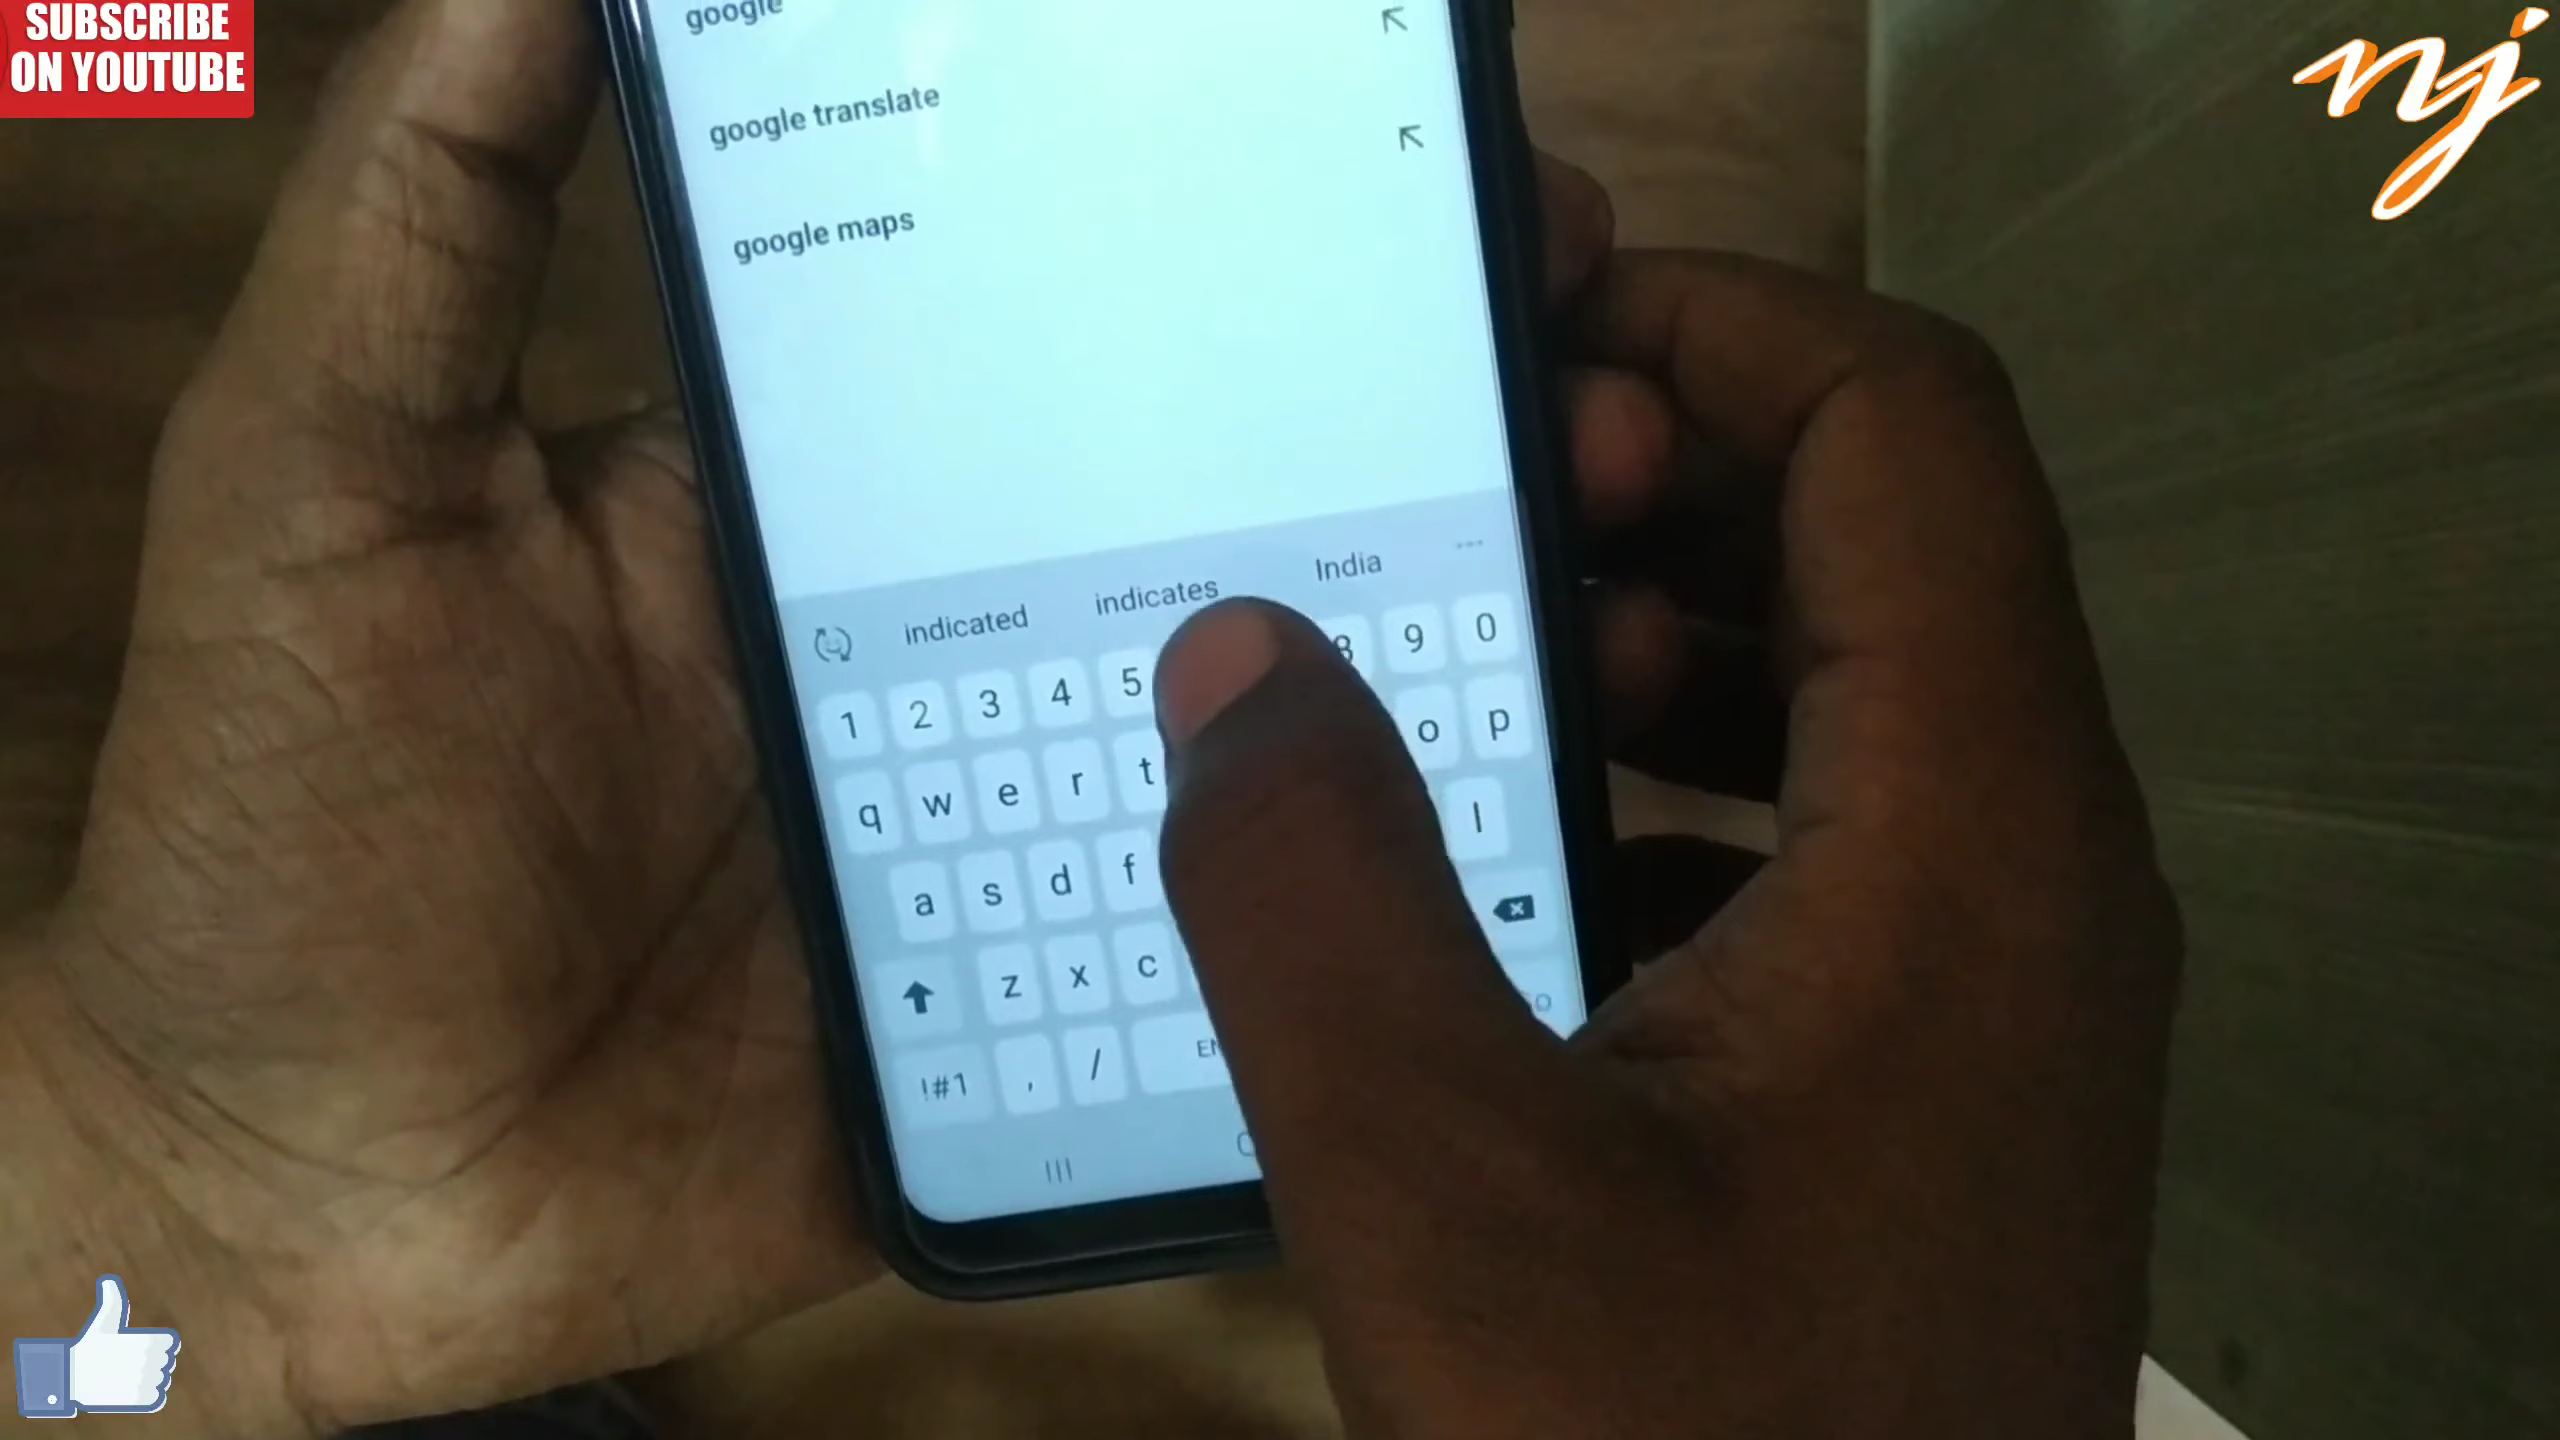 SUBSCRIBE
ON YOUTUBE
nj
google
google translate
google maps
indicated indicates India ...
1 2 3 4 5 8 9 0
q w e r t o p
a s d f l
z x c
!#1 , /